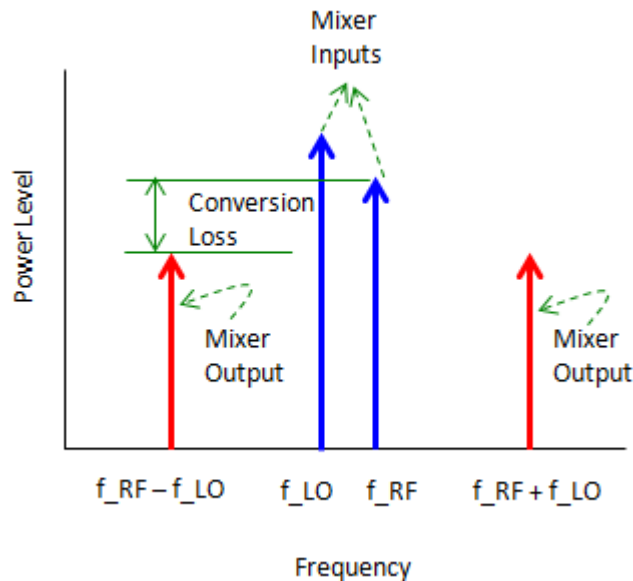 Mixer
Inputs
Power Level
Conversion
Loss
Mixer
Output
Mixer
Output
f_RF – f_LO
f_LO
f_RF
f_RF + f_LO
Frequency